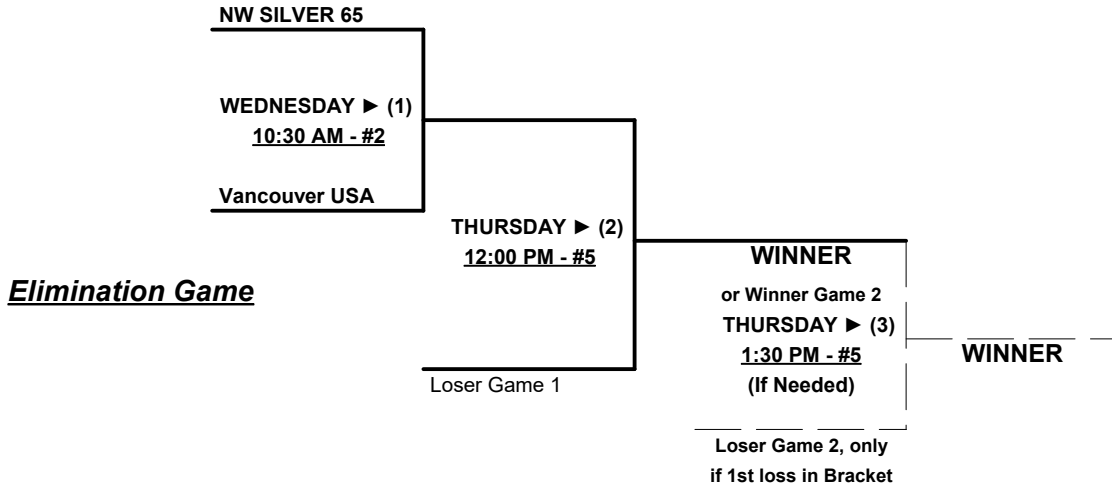 NW SILVER 65
WEDNESDAY ► (1)
10:30 AM - #2
Vancouver USA
THURSDAY ► (2)
12:00 PM - #5
Elimination Game
Loser Game 1
WINNER
or Winner Game 2
THURSDAY ► (3)
1:30 PM - #5
(If Needed)
WINNER
Loser Game 2, only
if 1st loss in Bracket